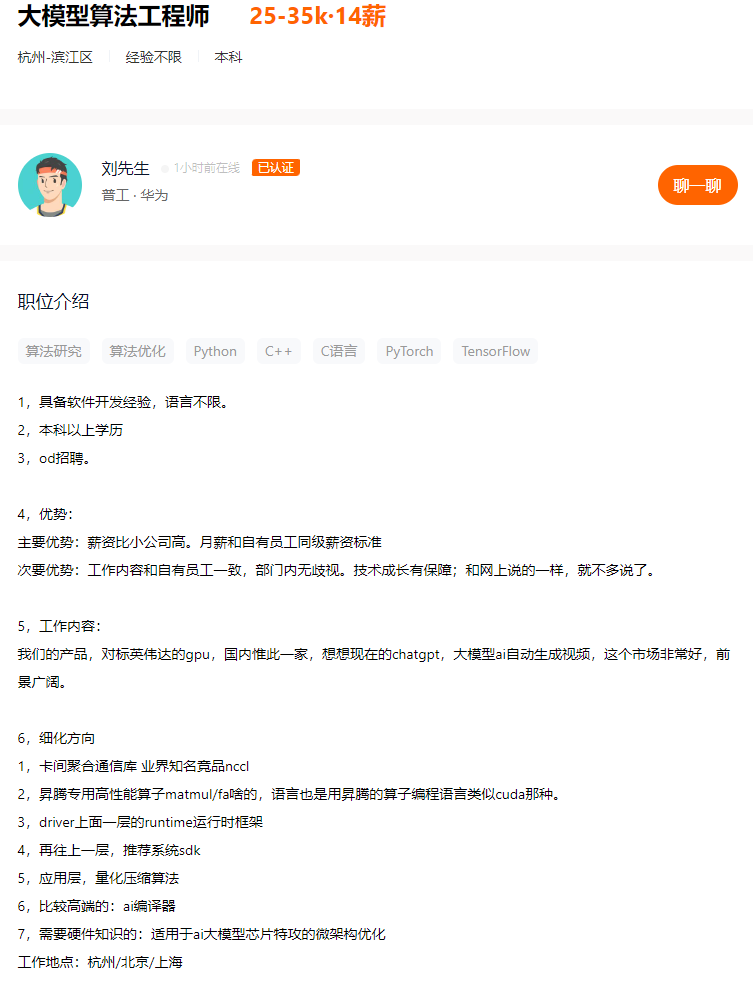 大模型算法工程师 25-35k·14薪
杭州-滨江区 经验不限 本科
刘先生 1小时前在线 已认证
普工·华为
聊一聊
职位介绍
算法研究 算法优化 Python C++ C语言 PyTorch TensorFlow
1，具备软件开发经验，语言不限。
2，本科以上学历
3，od招聘。
4，优势：
主要优势：薪资比小公司高。月薪和自有员工同级薪资标准
次要优势：工作内容和自有员工一致，部门内无歧视。技术成长有保障；和网上说的一样，就不多说了。
5，工作内容：
我们的产品，对标英伟达的gpu，国内惟此一家，想想现在的chatgpt，大模型ai自动生成视频，这个市场非常好，前
景广阔。
6，细化方向
1，卡间聚合通信库 业界知名竞品nccl
2，昇腾专用高性能算子matmul/fa啥的，语言也是用昇腾的算子编程语言类似cuda那种。
3，driver上面一层的runtime运行时框架
4，再往上一层，推荐系统sdk
5，应用层，量化压缩算法
6，比较高端的：ai编译器
7，需要硬件知识的：适用于ai大模型芯片特攻的微架构优化
工作地点：杭州/北京/上海